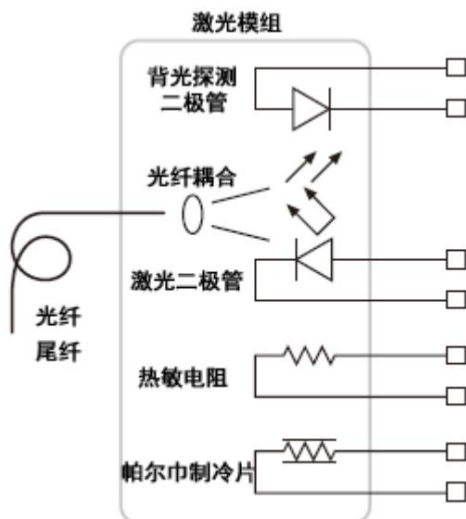 激光模组
背光探测
二极管
光纤耦合
激光二极管
光纤
尾纤
热敏电阻
帕尔巾制冷片